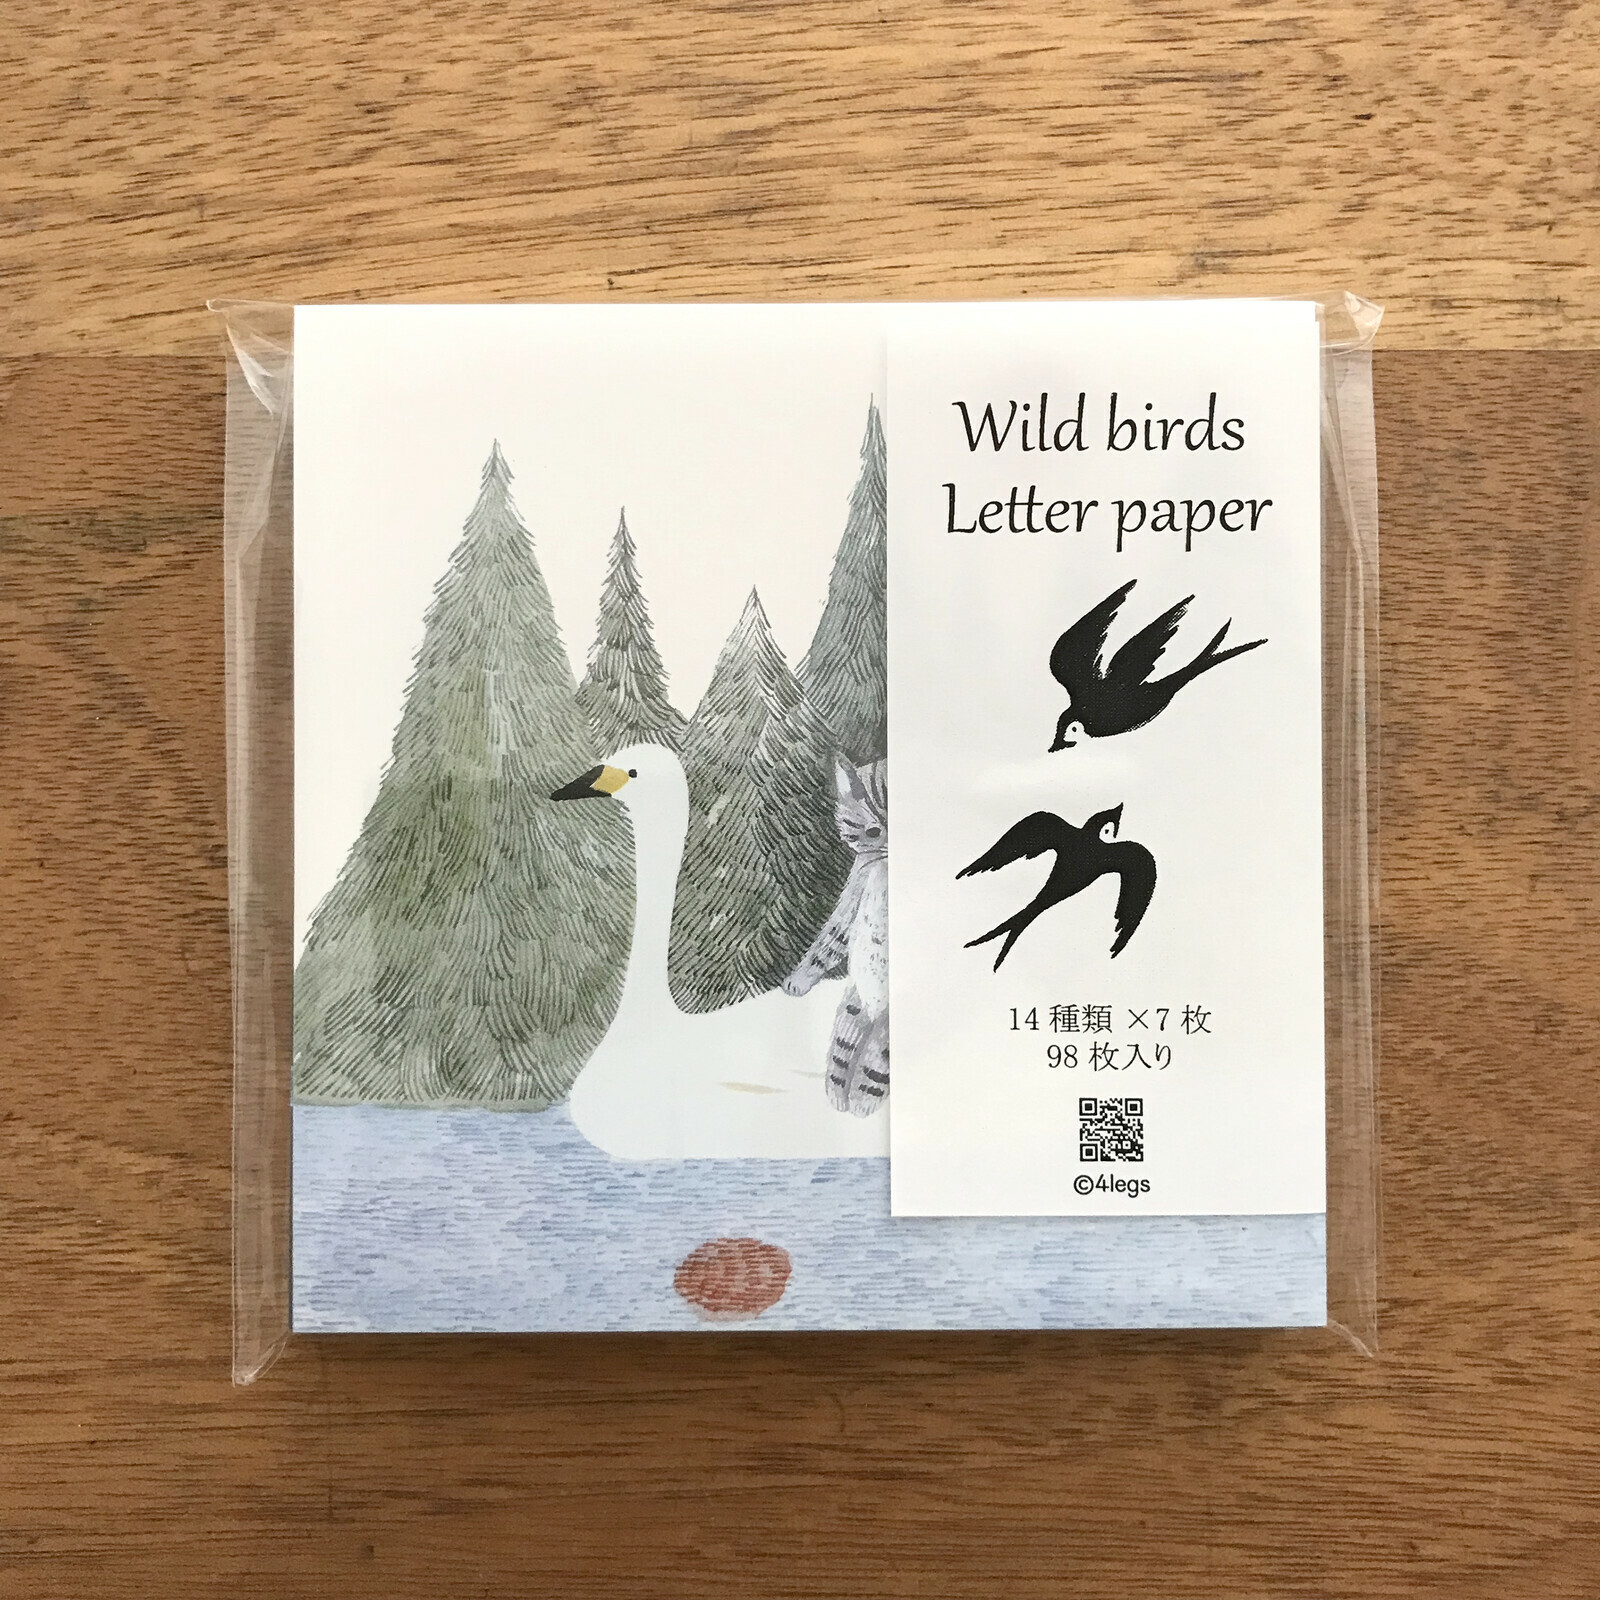 Wild birds
Letter paper
14 種類 ×7 枚
98 枚入り
©4legs